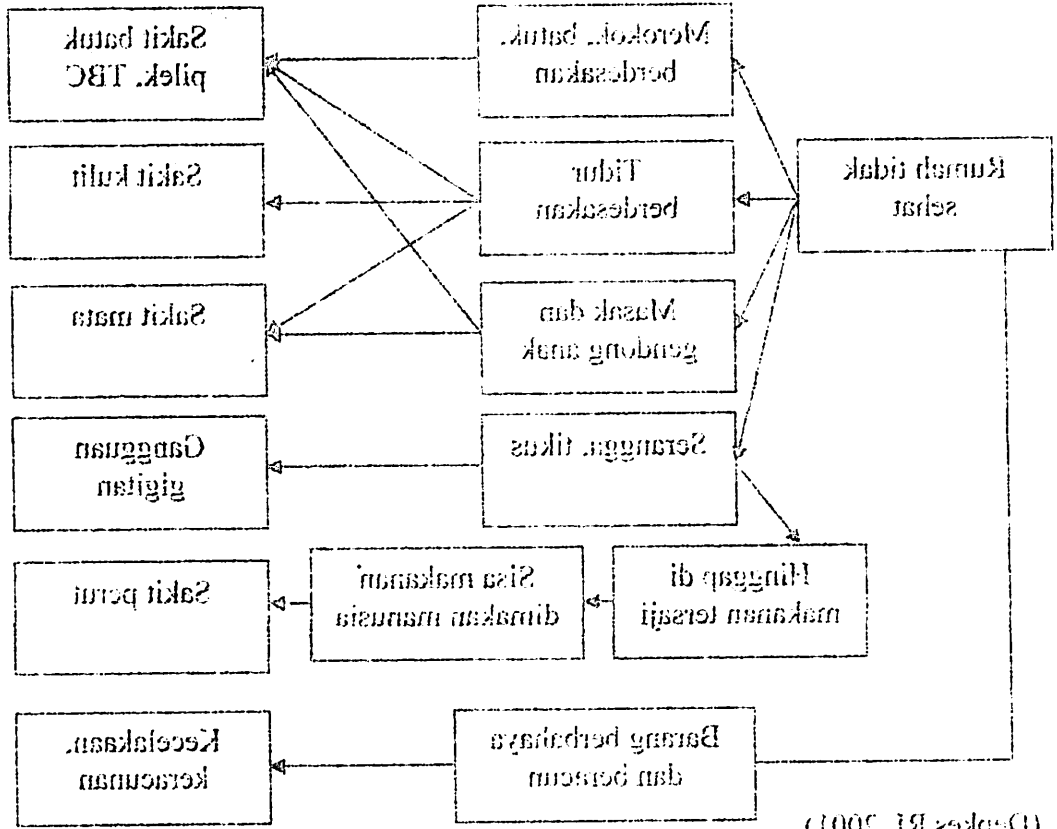 Rumah tidak
sehat
Merokok, batuk,
berdesakan
Sakit batuk
pilek, TBC
Tidur
berdesakan
Sakit kulit
Masak dan
gendong anak
Sakit mata
Serangga, tikus
Gangguan
gigitan
Hinggap di
makanan tersaji
Sisa makanan
dimakan manusia
Sakit perut
Barang berbahaya
dan beracun
Kecelakaan,
keracunan
(Depkes RI, 2001)